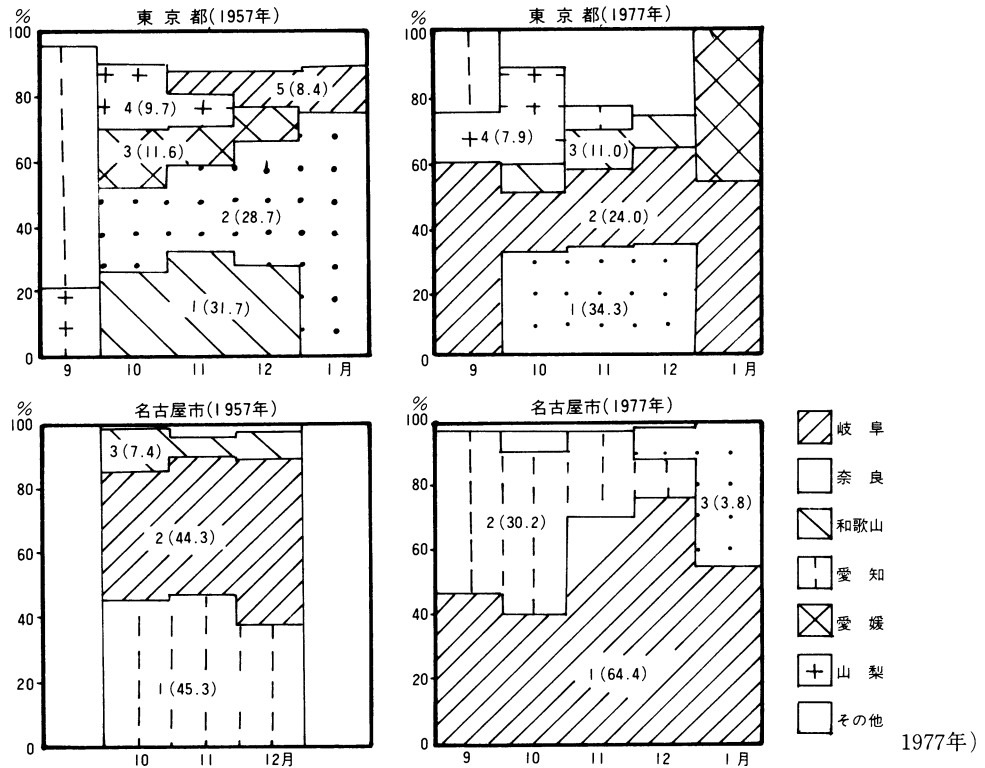 東京都(1957年)
%
100
80
60
40
20
0
5(8.4)
4(9.7)
3(11.6)
2(28.7)
1(31.7)
9 10 11 12 1月
東京都(1977年)
%
100
80
60
40
20
0
4(7.9)
3(11.0)
2(24.0)
1(34.3)
9 10 11 12 1月
名古屋市(1957年)
%
100
80
60
40
20
0
3(7.4)
2(44.3)
1(45.3)
10 11 12月
名古屋市(1977年)
%
100
80
60
40
20
0
2(30.2)
3(3.8)
1(64.4)
9 10 11 12 1月
岐阜
奈良
和歌山
愛知
愛媛
山梨
その他
1977年)